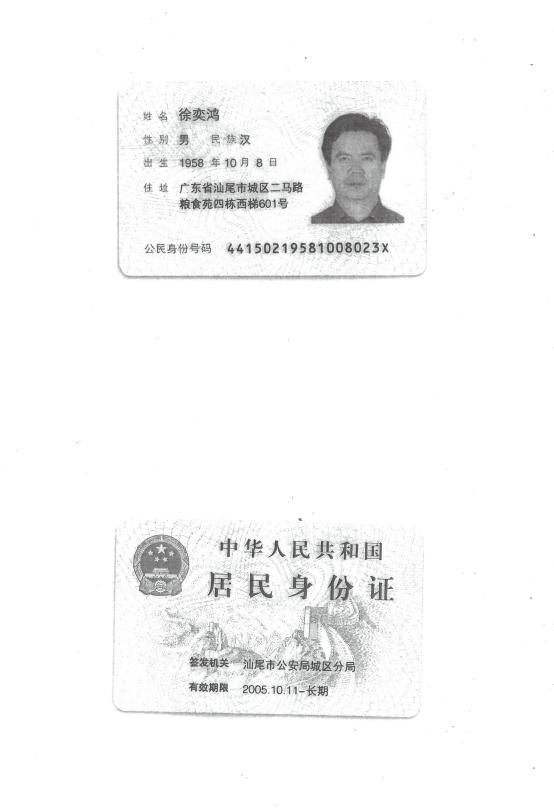 姓名 徐奕鸿
性别 男 民族 汉
出生 1958 年 10 月 8 日
住址 广东省汕尾市城区二马路
粮食苑四栋西梯601号
公民身份号码 44150219581008023X
中华人民共和国
居民身份证
签发机关 汕尾市公安局城区分局
有效期限 2005.10.11-长期